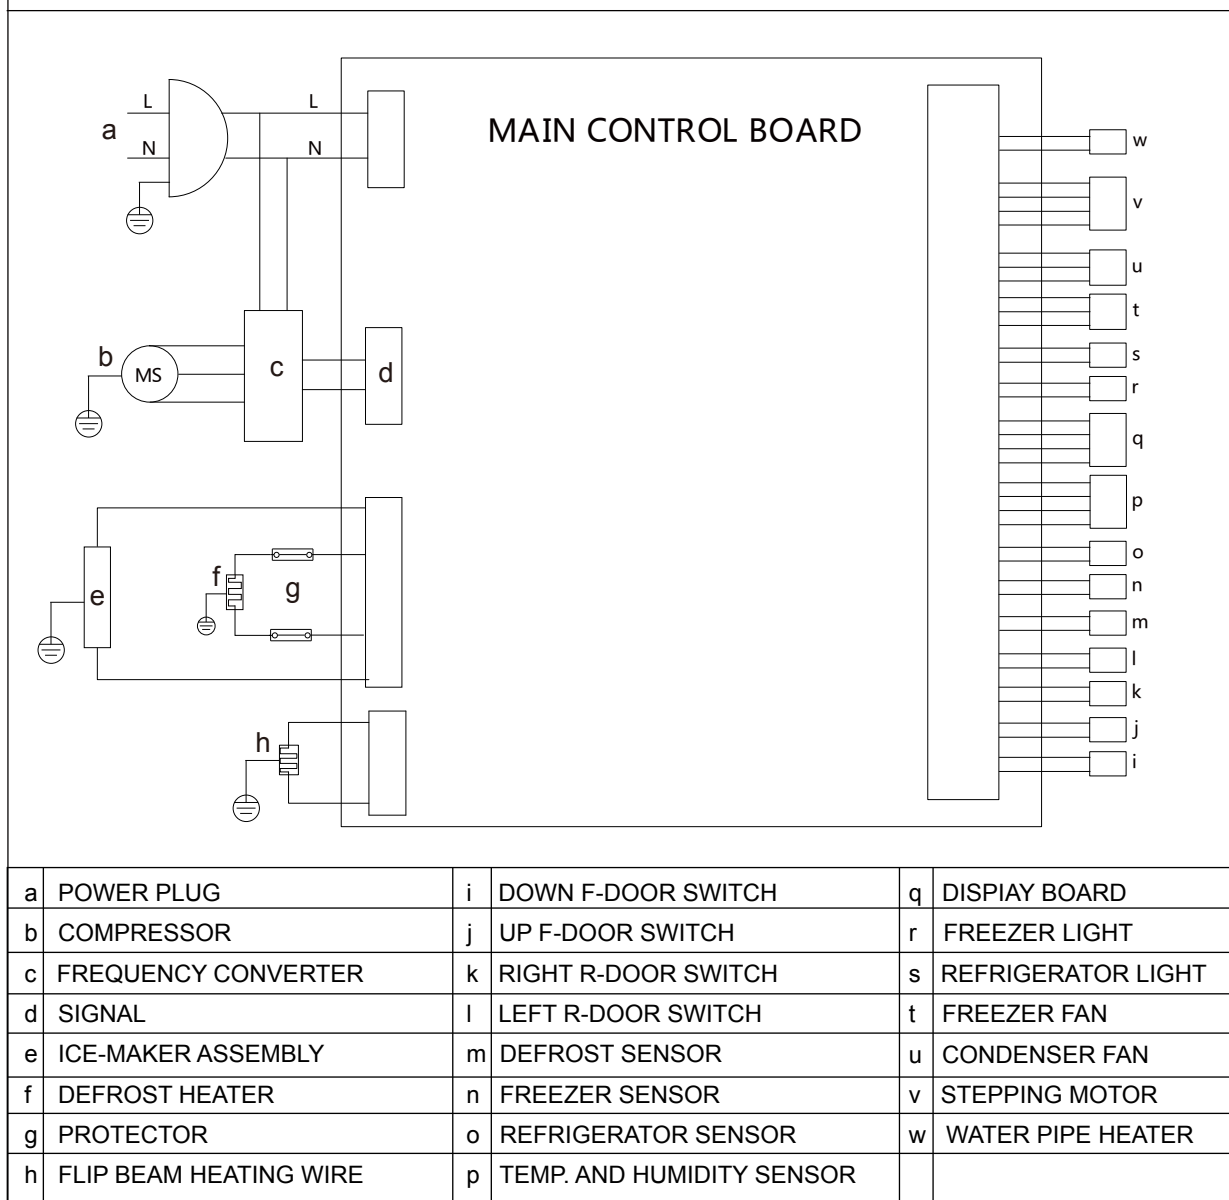 MAIN CONTROL BOARD
L
L
a
N
N
b
MS
c
d
e
f
g
h
w
v
u
t
s
r
q
p
o
n
m
l
k
j
i
a POWER PLUG i DOWN F-DOOR SWITCH q DISPIAY BOARD
b COMPRESSOR j UP F-DOOR SWITCH r FREEZER LIGHT
c FREQUENCY CONVERTER k RIGHT R-DOOR SWITCH s REFRIGERATOR LIGHT
d SIGNAL l LEFT R-DOOR SWITCH t FREEZER FAN
e ICE-MAKER ASSEMBLY m DEFROST SENSOR u CONDENSER FAN
f DEFROST HEATER n FREEZER SENSOR v STEPPING MOTOR
g PROTECTOR o REFRIGERATOR SENSOR w WATER PIPE HEATER
h FLIP BEAM HEATING WIRE p TEMP. AND HUMIDITY SENSOR